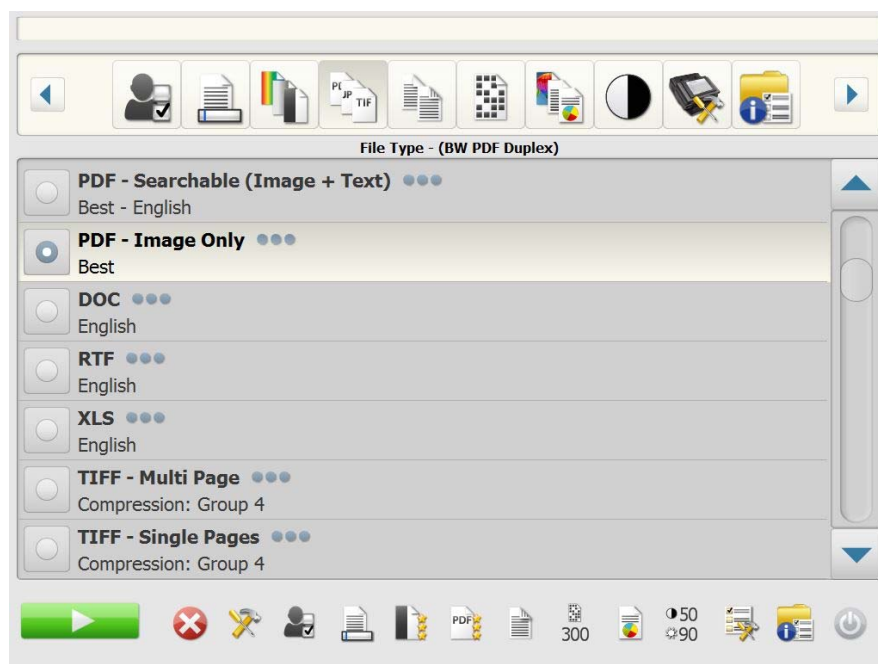 PD JP TIF
File Type - (BW PDF Duplex)
PDF - Searchable (Image + Text)
Best - English
PDF - Image Only
Best
DOC
English
RTF
English
XLS
English
TIFF - Multi Page
Compression: Group 4
TIFF - Single Pages
Compression: Group 4
PDF
300
50
90